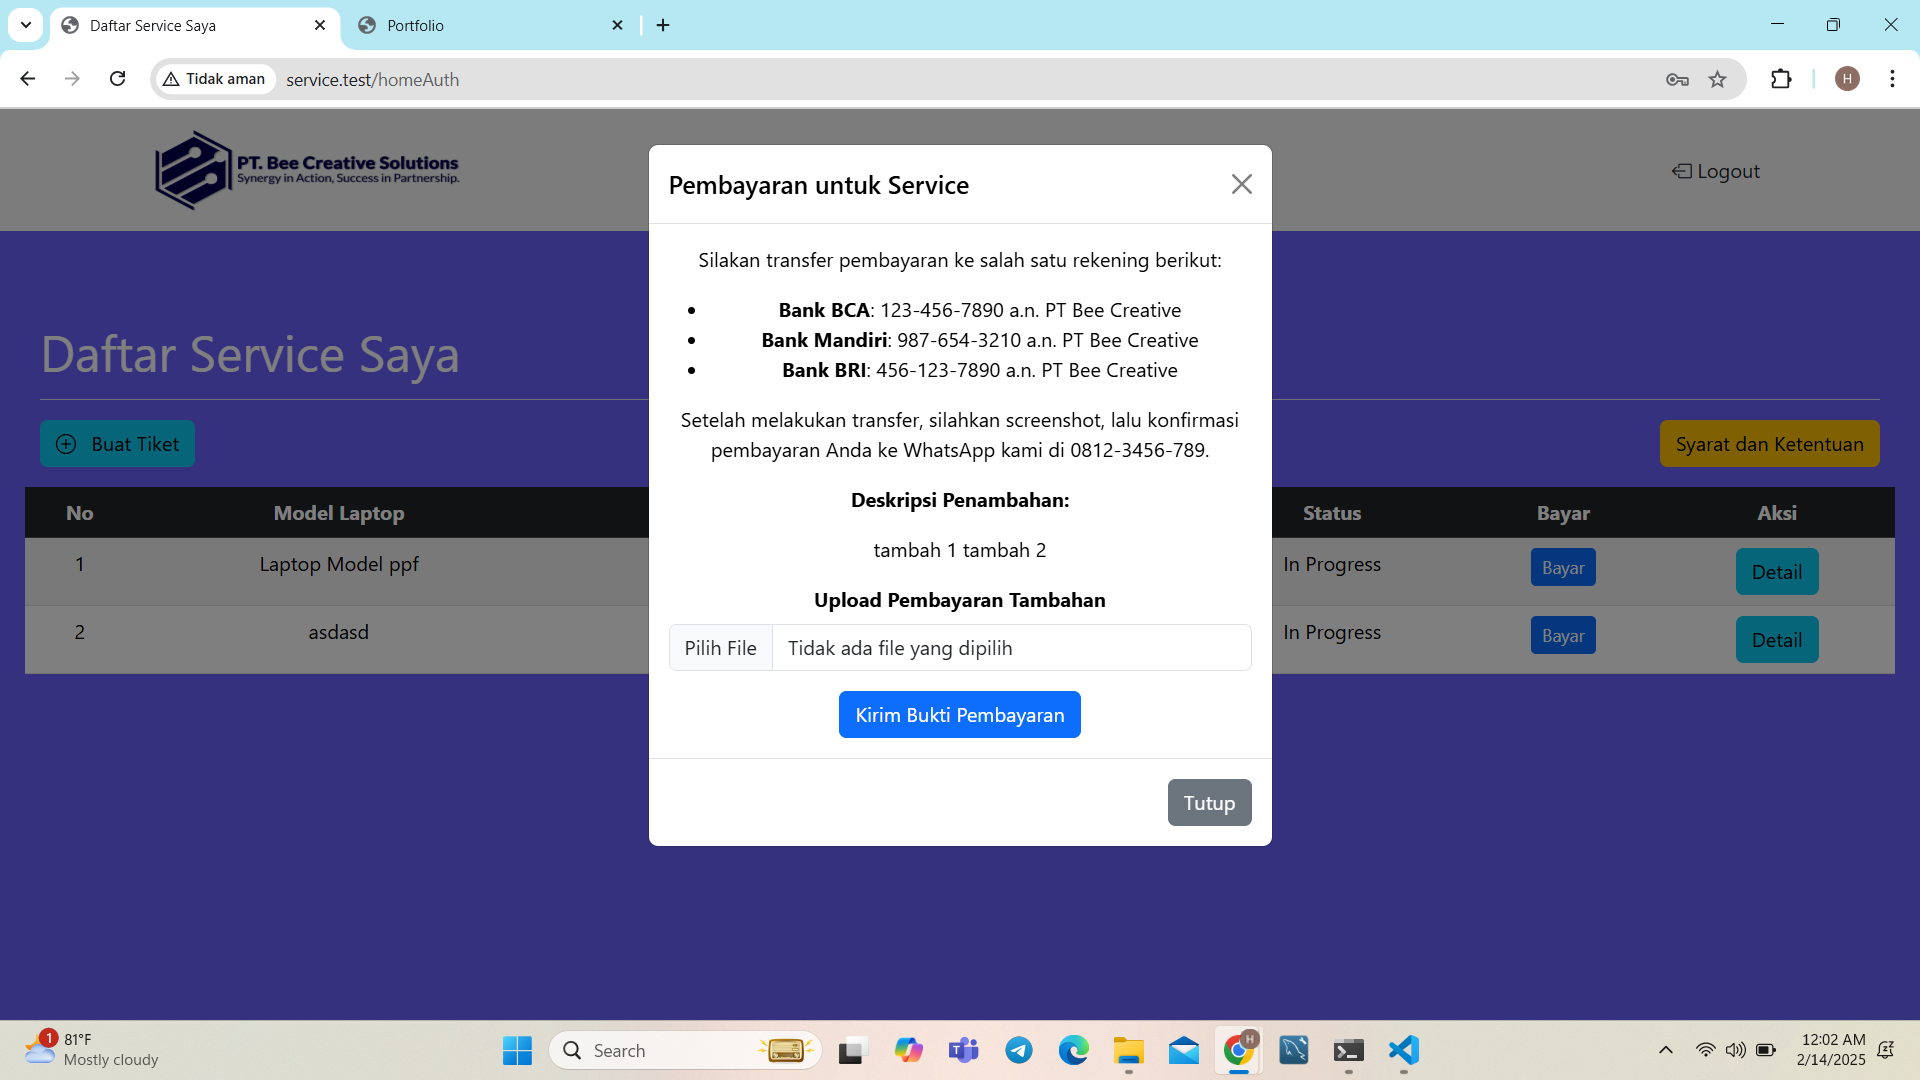 Daftar Service Saya
Portfolio
Tidak aman
service.test/homeAuth
H
PT. Bee Creative Solutions
Synergy in Action, Success in Partnership.
Logout
Pembayaran untuk Service
Silakan transfer pembayaran ke salah satu rekening berikut:
Bank BCA: 123-456-7890 a.n. PT Bee Creative
Bank Mandiri: 987-654-3210 a.n. PT Bee Creative
Bank BRI: 456-123-7890 a.n. PT Bee Creative
Setelah melakukan transfer, silahkan screenshot, lalu konfirmasi
pembayaran Anda ke WhatsApp kami di 0812-3456-789.
Deskripsi Penambahan:
tambah 1 tambah 2
Upload Pembayaran Tambahan
Pilih File Tidak ada file yang dipilih
Kirim Bukti Pembayaran
Tutup
Daftar Service Saya
Buat Tiket
Syarat dan Ketentuan
No Model Laptop Status Bayar Aksi
1 Laptop Model ppf In Progress Bayar Detail
2 asdasd In Progress Bayar Detail
1
81°F
Mostly cloudy
Search
H
12:02 AM
2/14/2025